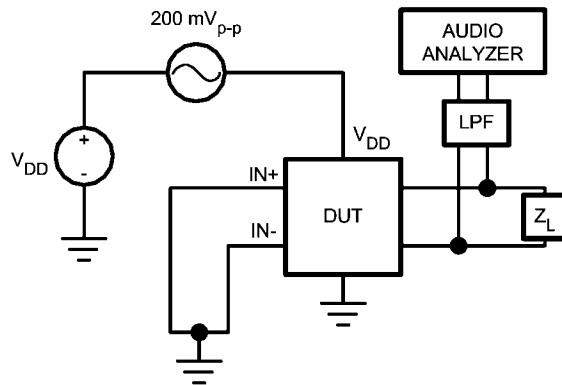 200 mVp-p
AUDIO
ANALYZER
LPF
VDD
+
-
VDD
IN+
DUT
ZL
IN-